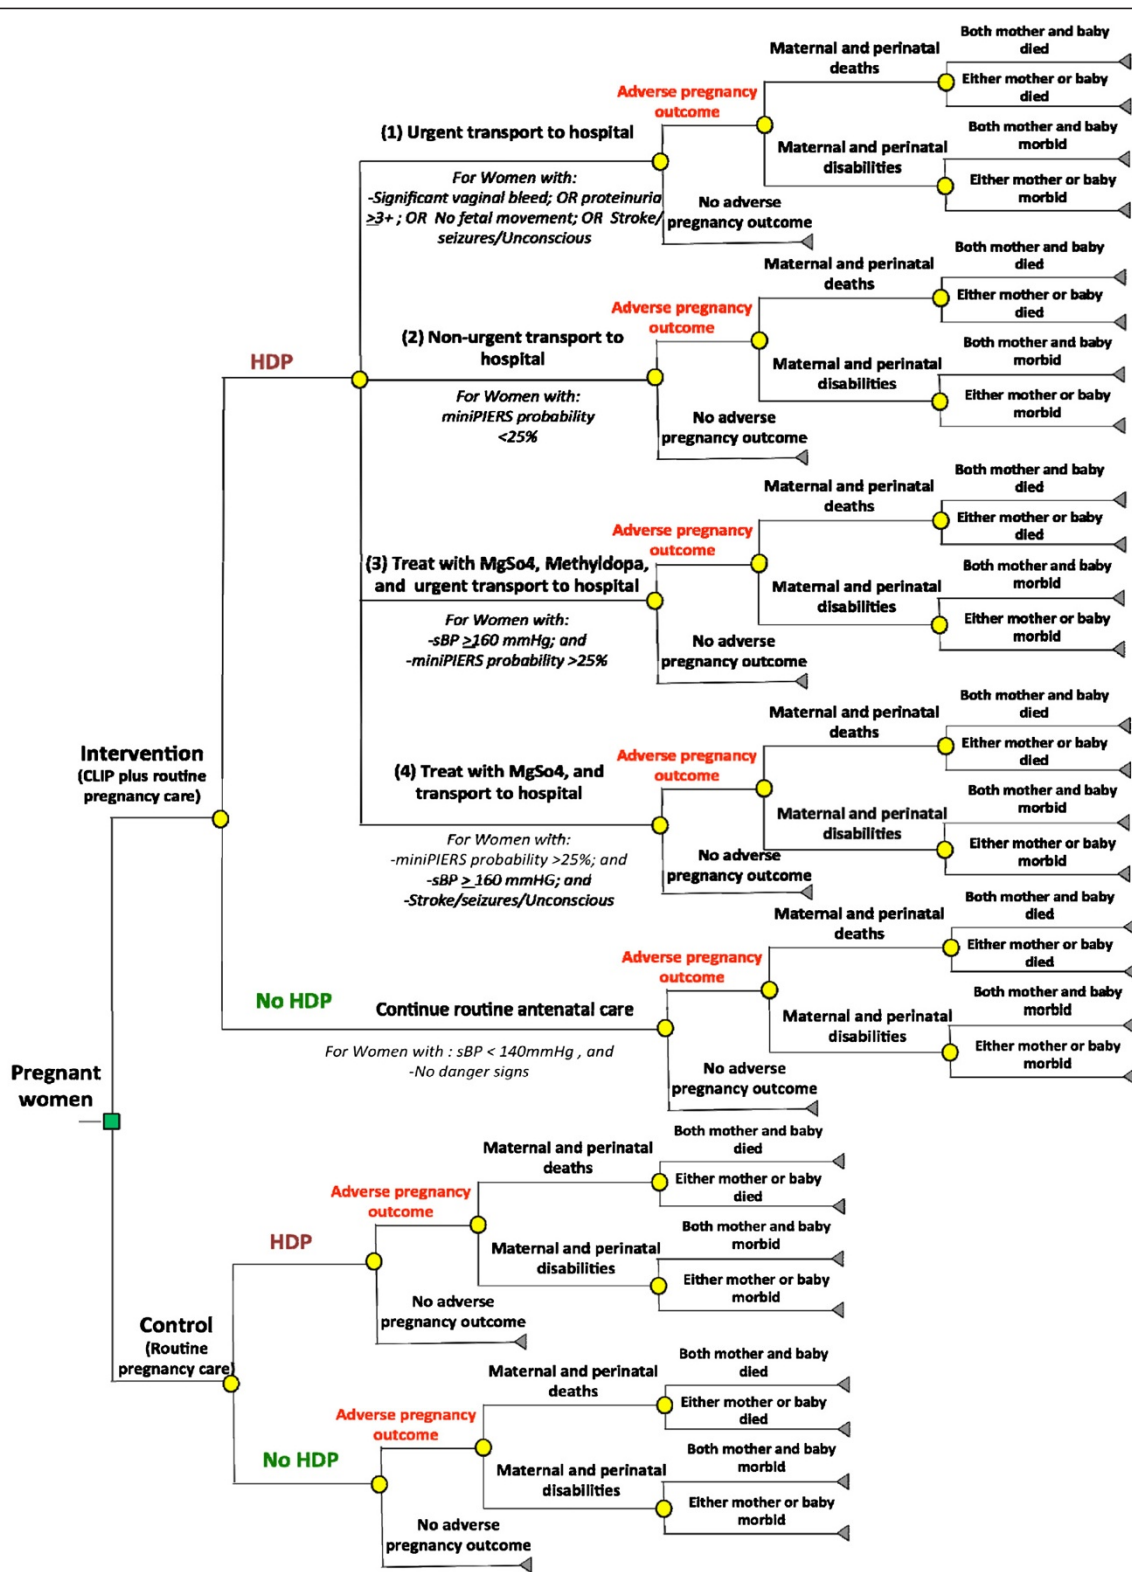 Both mother and baby
died
Maternal and perinatal
deaths
Either mother or baby
died
Adverse pregnancy
outcome
(1) Urgent transport to hospital
Both mother and baby
morbid
Maternal and perinatal
disabilities
Either mother or baby
morbid
For Women with:
-Significant vaginal bleed; OR proteinuria
≥3+ ; OR No fetal movement; OR Stroke/
seizures/Unconscious
No adverse
pregnancy outcome
Both mother and baby
died
Maternal and perinatal
deaths
Either mother or baby
died
Adverse pregnancy
outcome
(2) Non-urgent transport to
hospital
Both mother and baby
morbid
Maternal and perinatal
disabilities
Either mother or baby
morbid
HDP
For Women with:
miniPIERS probability
<25%
No adverse
pregnancy outcome
Both mother and baby
died
Maternal and perinatal
deaths
Either mother or baby
died
Adverse pregnancy
outcome
(3) Treat with MgSo4, Methyldopa,
and urgent transport to hospital
Both mother and baby
morbid
Maternal and perinatal
disabilities
Either mother or baby
morbid
For Women with:
-sBP ≥160 mmHg; and
-miniPIERS probability >25%
No adverse
pregnancy outcome
Both mother and baby
died
Maternal and perinatal
deaths
Either mother or baby
died
Intervention
(CLIP plus routine
pregnancy care)
Adverse pregnancy
outcome
(4) Treat with MgSo4, and
transport to hospital
Both mother and baby
morbid
Maternal and perinatal
disabilities
Either mother or baby
morbid
For Women with:
-miniPIERS probability >25%; and
-sBP ≥ 160 mmHG; and
-Stroke/seizures/Unconscious
No adverse
pregnancy outcome
Both mother and baby
died
Maternal and perinatal
deaths
Either mother or baby
died
Adverse pregnancy
outcome
No HDP
Continue routine antenatal care
Both mother and baby
morbid
Maternal and perinatal
disabilities
Either mother or baby
morbid
For Women with : sBP < 140mmHg , and
-No danger signs
No adverse
pregnancy outcome
Pregnant
women
Both mother and baby
died
Maternal and perinatal
deaths
Either mother or baby
died
Adverse pregnancy
outcome
HDP
Both mother and baby
morbid
Maternal and perinatal
disabilities
Either mother or baby
morbid
No adverse
pregnancy outcome
Control
(Routine
pregnancy care)
Both mother and baby
died
Maternal and perinatal
deaths
Either mother or baby
died
Adverse pregnancy
outcome
No HDP
Both mother and baby
morbid
Maternal and perinatal
disabilities
Either mother or baby
morbid
No adverse
pregnancy outcome